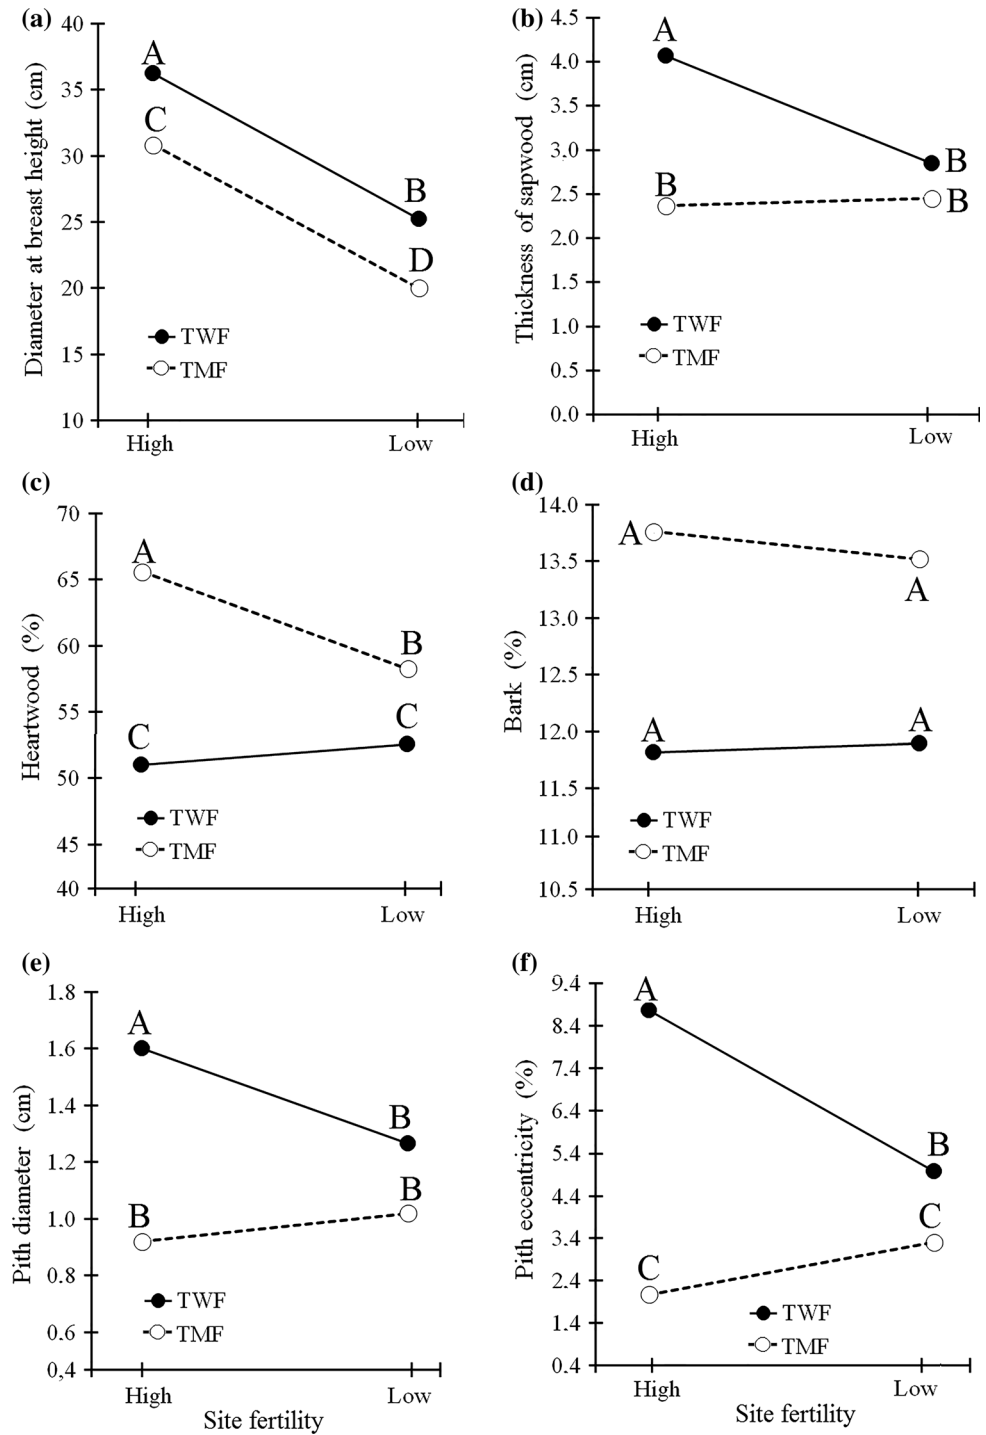 (a)
40
35
30
25
20
15
10
Diameter at breast height (cm)
A
C
B
D
TWF
TMF
High
Low
(b)
4.5
4.0
3.5
3.0
2.5
2.0
1.5
1.0
0.5
0.0
Thickness of sapwood (cm)
A
B
B
B
TWF
TMF
High
Low
(c)
70
65
60
55
50
45
40
Heartwood (%)
A
B
C
C
TWF
TMF
High
Low
(d)
14.0
13.5
13.0
12.5
12.0
11.5
11.0
10.5
Bark (%)
A
A
A
A
TWF
TMF
High
Low
(e)
1.8
1.6
1.4
1.2
1.0
0.8
0.6
0,4
Pith diameter (cm)
A
B
B
B
TWF
TMF
High
Low
Site fertility
(f)
9.4
8.4
7.4
6.4
5.4
4.4
3.4
2.4
1.4
0.4
Pith eccentricity (%)
A
B
C
C
TWF
TMF
High
Low
Site fertility